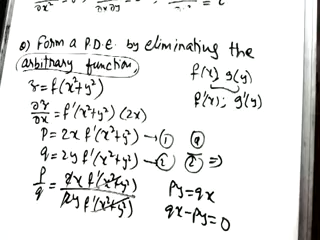 Q) Form a P.D.E. by eliminating the
arbitrary function,
z = f(x²+y²)
f(x), g(y)
f'(x); g'(y)
∂z/∂x = f'(x²+y²) (2x)
p = 2x f'(x²+y²) → ①
q = 2y f'(x²+y²) → ②
①/② ⇒
p/q = 2x f'(x²+y²) / 2y f'(x²+y²)
py = qx
qx - py = 0